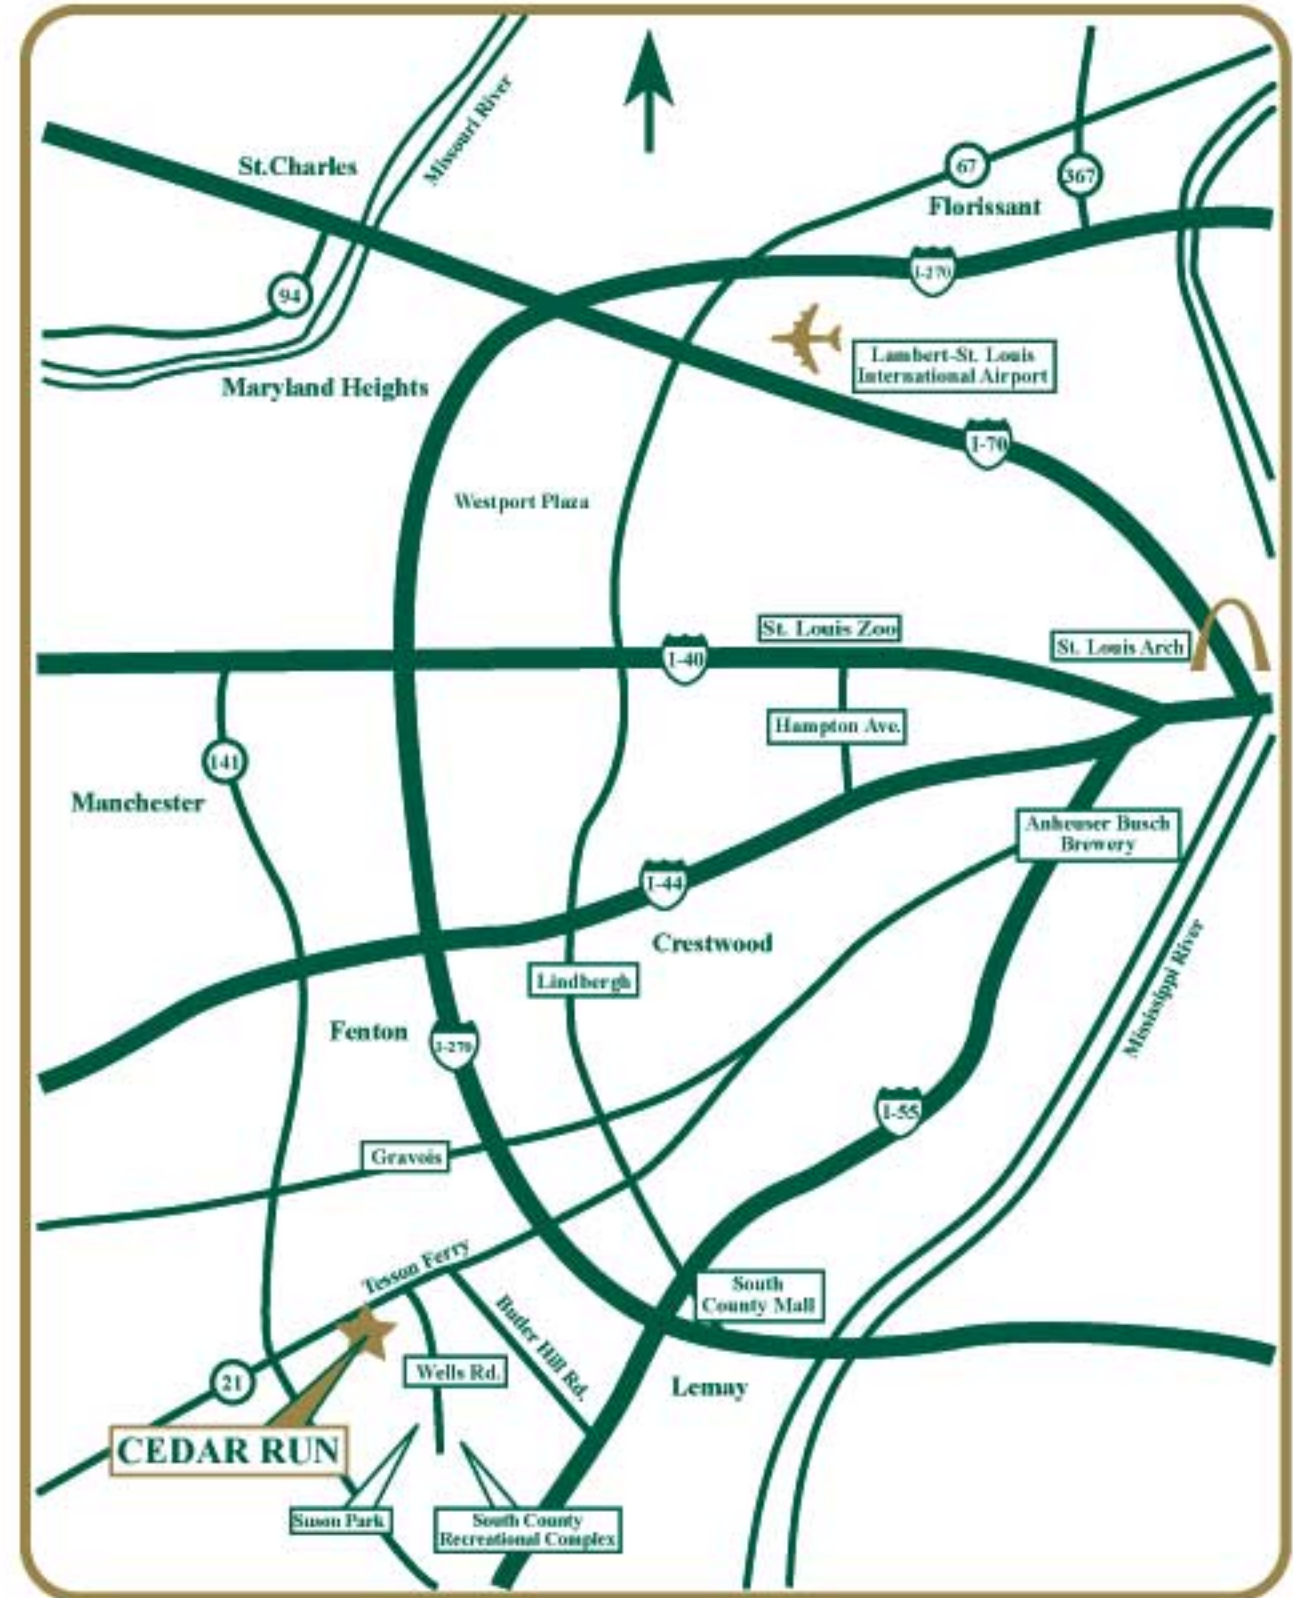 Missouri River
St.Charles
67
367
Florissant
I-270
94
Lambert-St. Louis
International Airport
Maryland Heights
I-70
Westport Plaza
St. Louis Zoo
St. Louis Arch
I-40
Hampton Ave.
141
Manchester
Anheuser Busch
Brewery
I-44
Crestwood
Lindbergh
Mississippi River
Fenton
I-270
I-55
Gravois
Tesson Ferry
South
County Mall
Butler Hill Rd.
Wells Rd.
21
Lemay
CEDAR RUN
Suson Park
South County
Recreational Complex